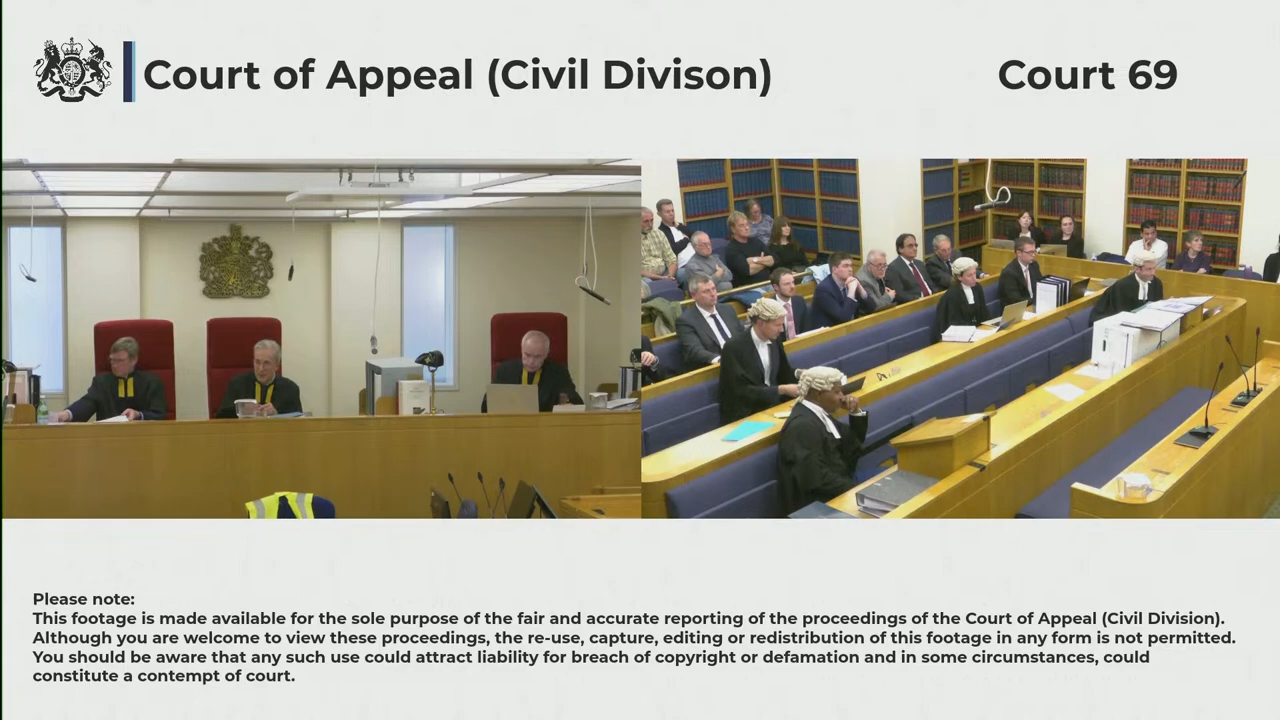 Court of Appeal (Civil Divison)
Court 69
Please note:
This footage is made available for the sole purpose of the fair and accurate reporting of the proceedings of the Court of Appeal (Civil Division).
Although you are welcome to view these proceedings, the re-use, capture, editing or redistribution of this footage in any form is not permitted.
You should be aware that any such use could attract liability for breach of copyright or defamation and in some circumstances, could
constitute a contempt of court.